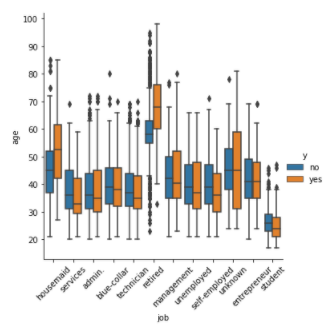 100
90
80
70
60
50
40
30
20
age
housemaid
services
admin.
blue-collar
technician
retired
management
unemployed
self-employed
unknown
entrepreneur
student
job
y
no
yes